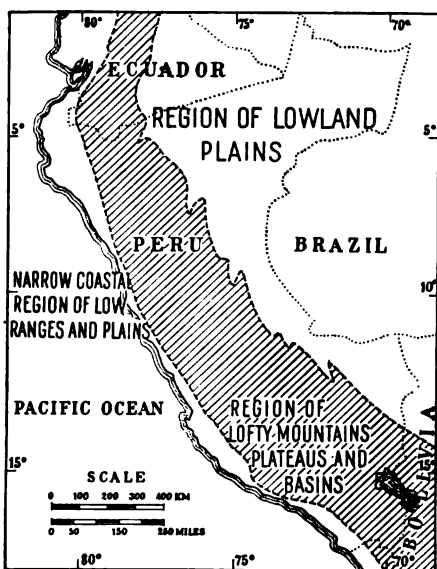 80° 75° 70°
ECUADOR
REGION OF LOWLAND
PLAINS
5° 5°
PERU
BRAZIL
NARROW COASTAL
REGION OF LOW
RANGES AND PLAINS
10°
PACIFIC OCEAN
REGION OF
LOFTY MOUNTAINS
PLATEAUS AND
BASINS
BOLIVIA
15° 15°
SCALE
0 100 200 300 400 KM
0 50 150 250 MILES
80° 75° 70°